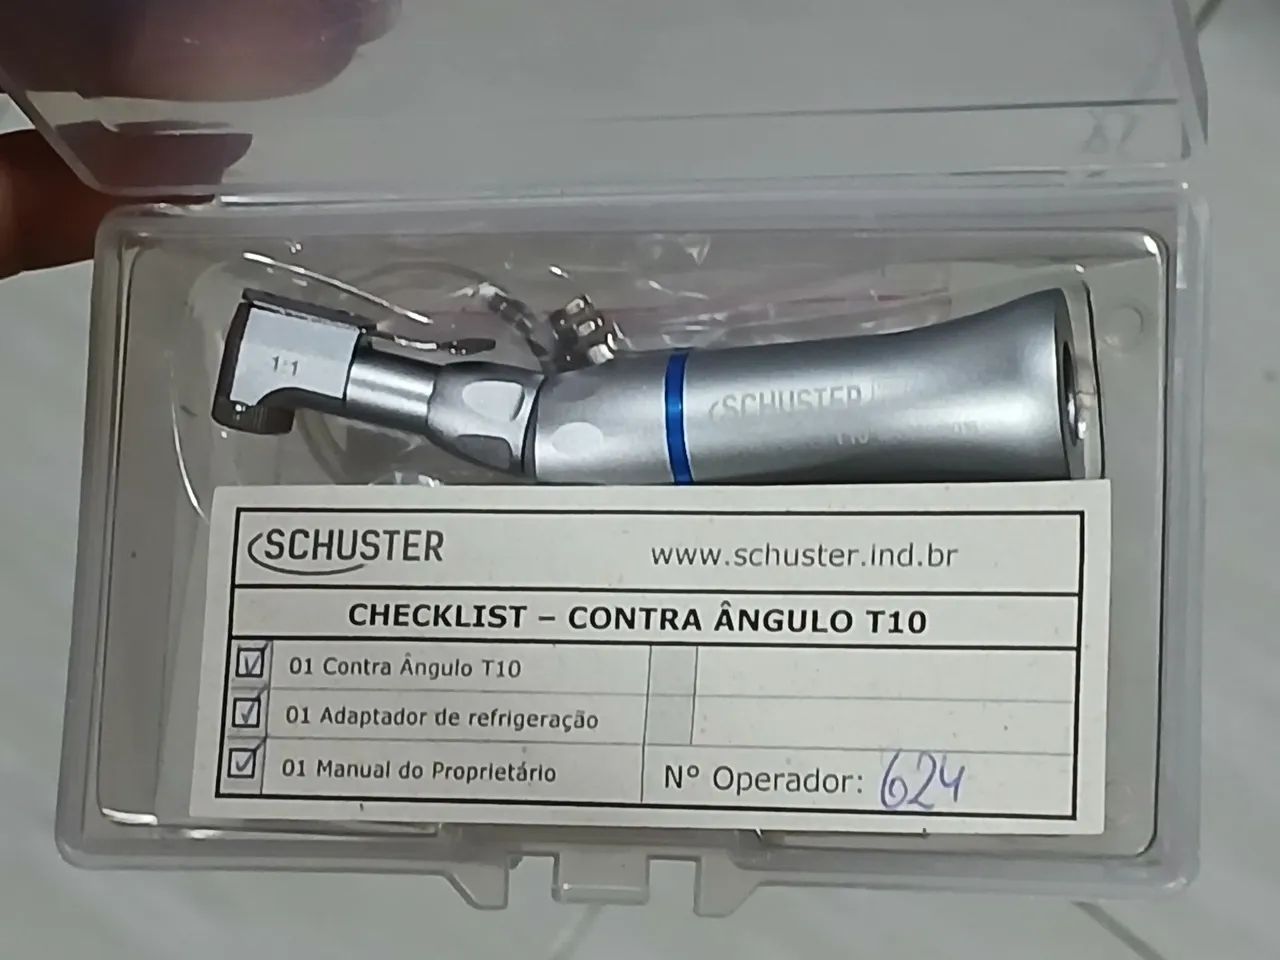 1:1
SCHUSTER
T10
SCHUSTER
www.schuster.ind.br
CHECKLIST – CONTRA ÂNGULO T10
01 Contra Ângulo T10
01 Adaptador de refrigeração
01 Manual do Proprietário
Nº Operador: 624